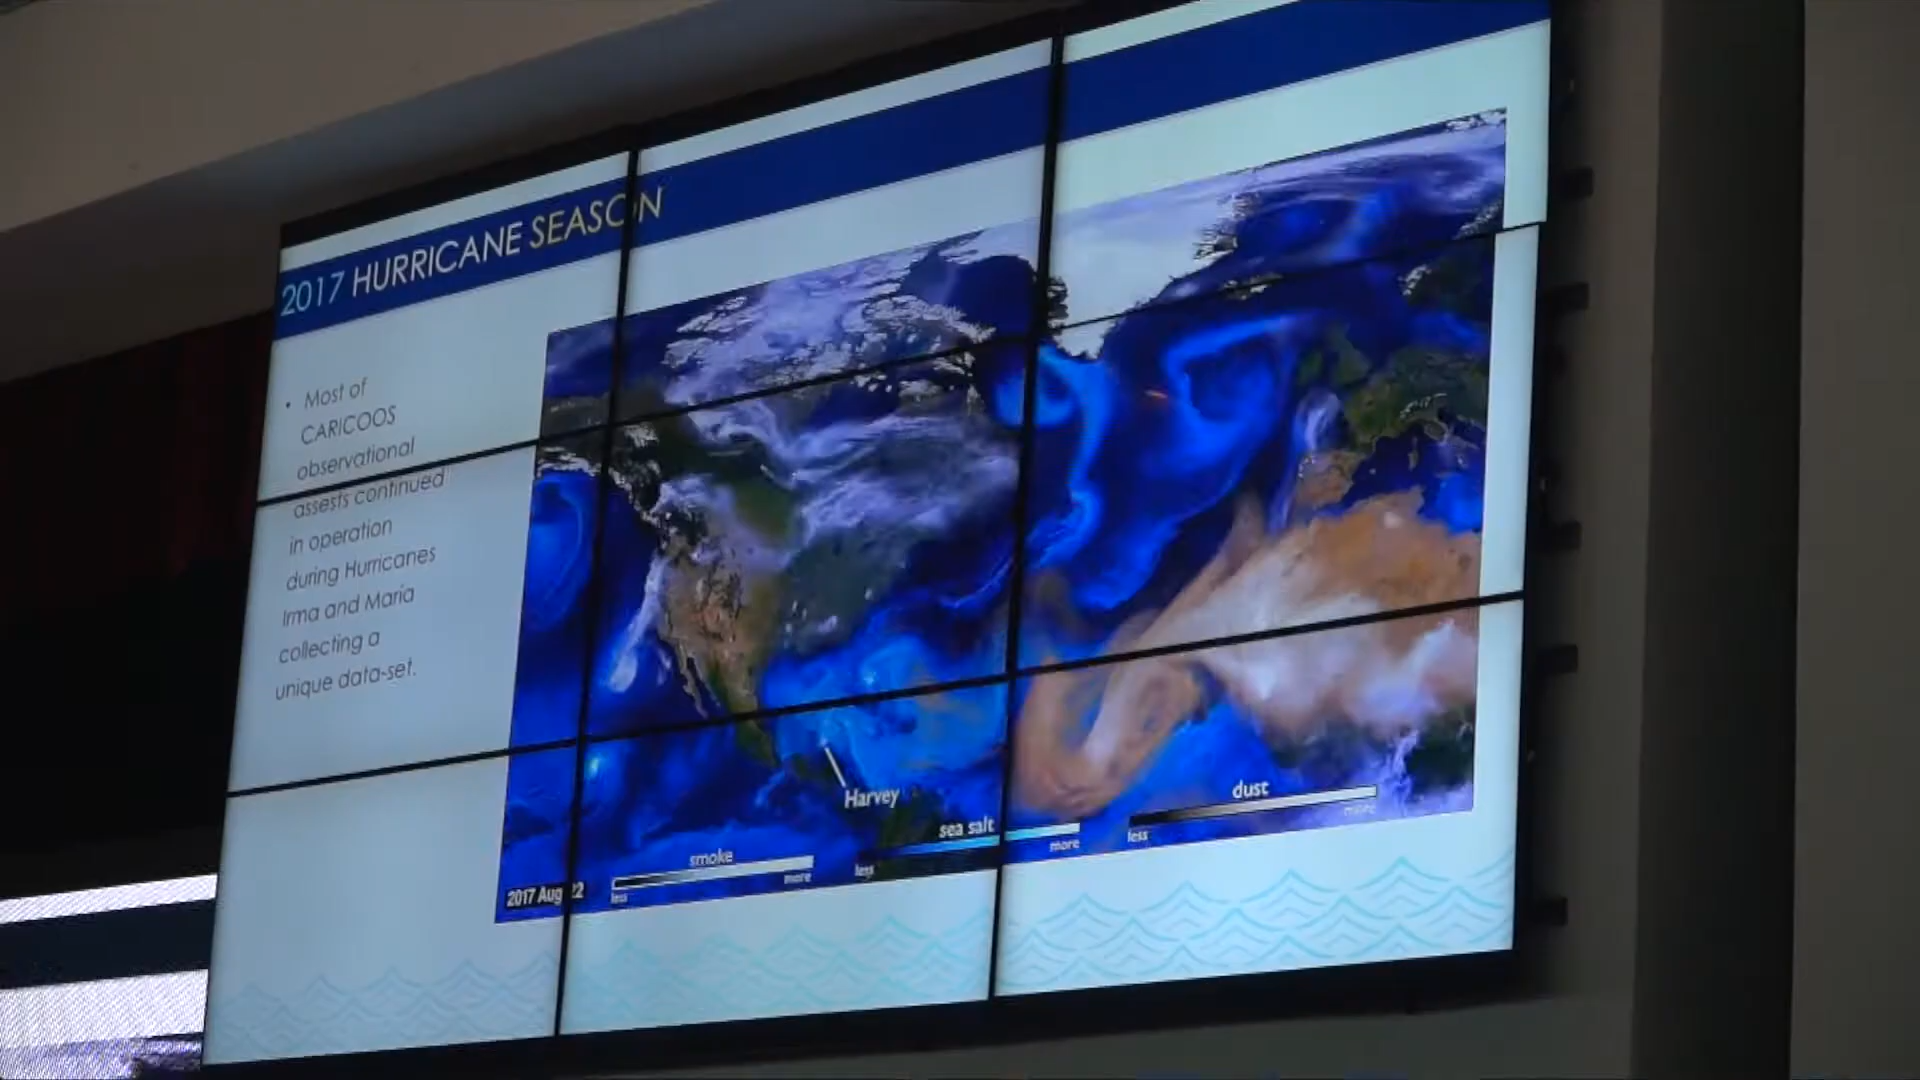 2017 HURRICANE SEASON
• Most of
CARICOOS
observational
assests continued
in operation
during Hurricanes
Irma and Maria
collecting a
unique data-set.
Harvey
smoke
less
more
sea salt
less
more
dust
less
more
2017 Aug 22